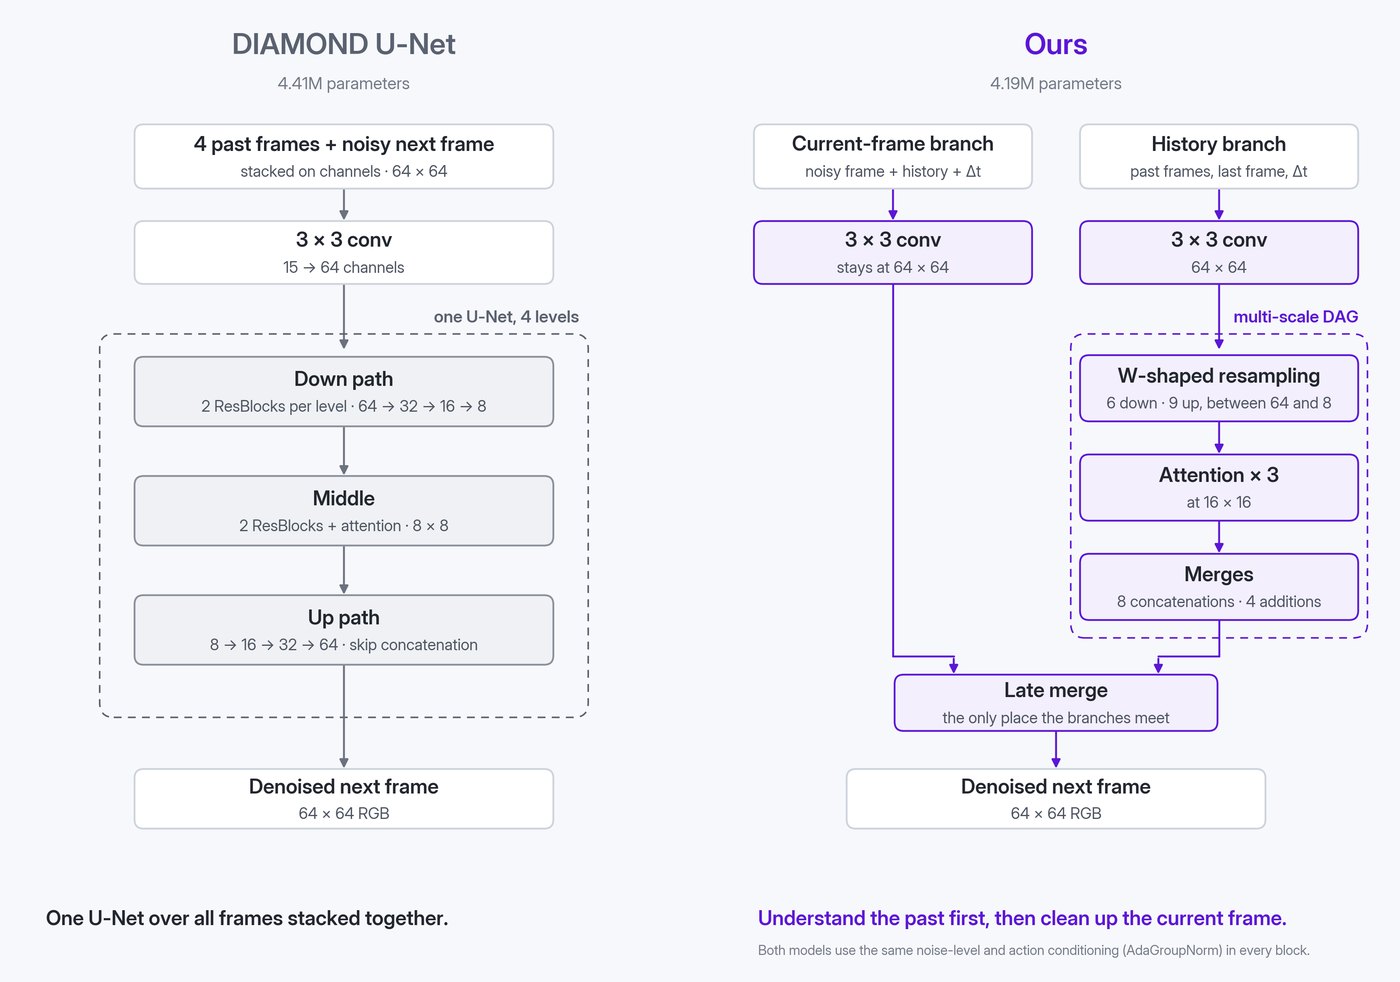 DIAMOND U-Net
4.41M parameters
4 past frames + noisy next frame
stacked on channels · 64 × 64
3 × 3 conv
15 → 64 channels
one U-Net, 4 levels
Down path
2 ResBlocks per level · 64 → 32 → 16 → 8
Middle
2 ResBlocks + attention · 8 × 8
Up path
8 → 16 → 32 → 64 · skip concatenation
Denoised next frame
64 × 64 RGB
One U-Net over all frames stacked together.
Ours
4.19M parameters
Current-frame branch
noisy frame + history + Δt
3 × 3 conv
stays at 64 × 64
History branch
past frames, last frame, Δt
3 × 3 conv
64 × 64
multi-scale DAG
W-shaped resampling
6 down · 9 up, between 64 and 8
Attention × 3
at 16 × 16
Merges
8 concatenations · 4 additions
Late merge
the only place the branches meet
Denoised next frame
64 × 64 RGB
Understand the past first, then clean up the current frame.
Both models use the same noise-level and action conditioning (AdaGroupNorm) in every block.